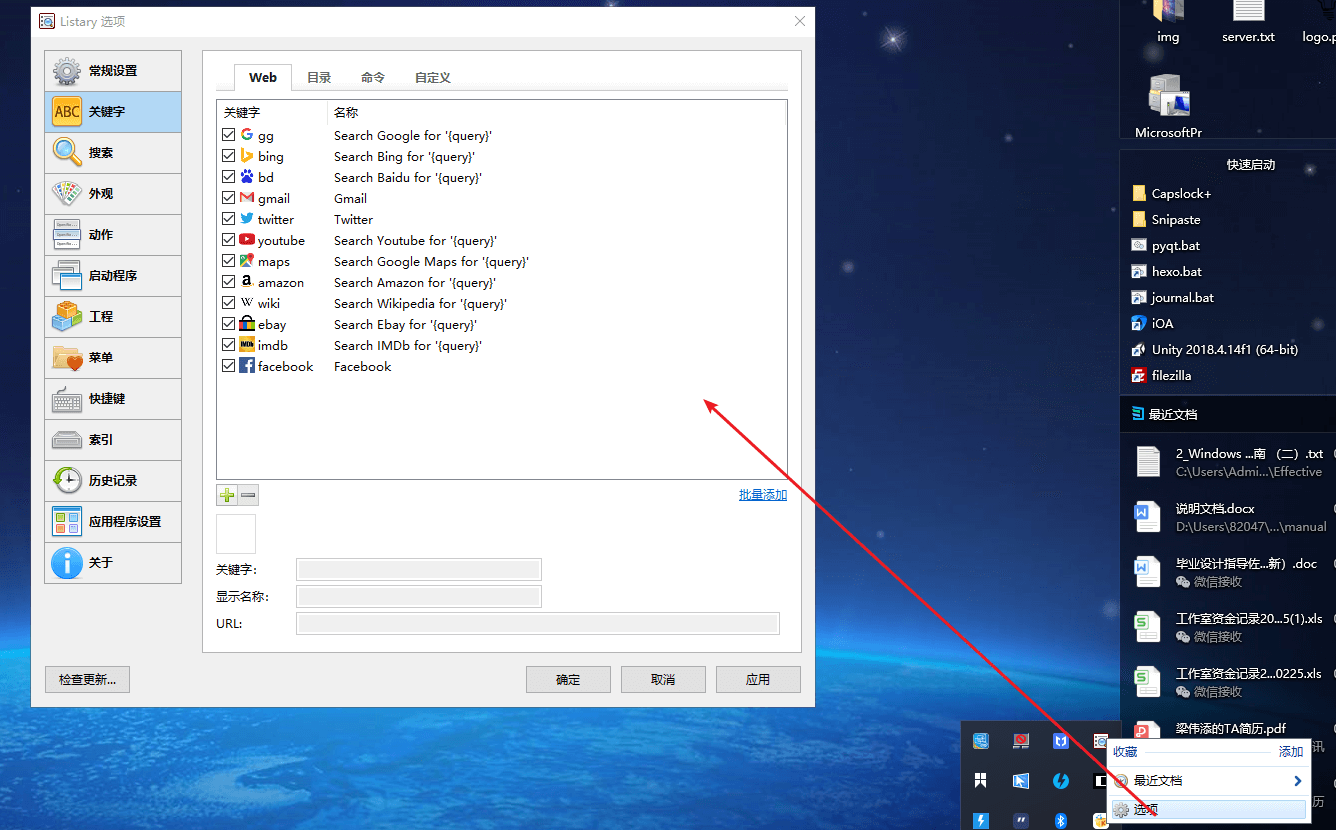 Listary 选项
常规设置
关键字
搜索
外观
动作
启动程序
工程
菜单
快捷键
索引
历史记录
应用程序设置
关于
检查更新...
Web 目录 命令 自定义
关键字 名称
gg Search Google for '{query}'
bing Search Bing for '{query}'
bd Search Baidu for '{query}'
gmail Gmail
twitter Twitter
youtube Search Youtube for '{query}'
maps Search Google Maps for '{query}'
amazon Search Amazon for '{query}'
wiki Search Wikipedia for '{query}'
ebay Search Ebay for '{query}'
imdb Search IMDb for '{query}'
facebook Facebook
批量添加
关键字：
显示名称：
URL:
确定 取消 应用
img server.txt logo.p
MicrosoftPr
快速启动
Capslock+
Snipaste
pyqt.bat
hexo.bat
journal.bat
iOA
Unity 2018.4.14f1 (64-bit)
filezilla
最近文档
2_Windows ...南 （二）.txt
C:\Users\Admi...\Effective
说明文档.docx
D:\Users\82047\...\manual
毕业设计指导佐...新）.doc
微信接收
工作室资金记录20...5(1).xls
微信接收
工作室资金记录2...0225.xls
微信接收
梁伟添的TA简历.pdf
讯
历
收藏 添加
最近文档
选项